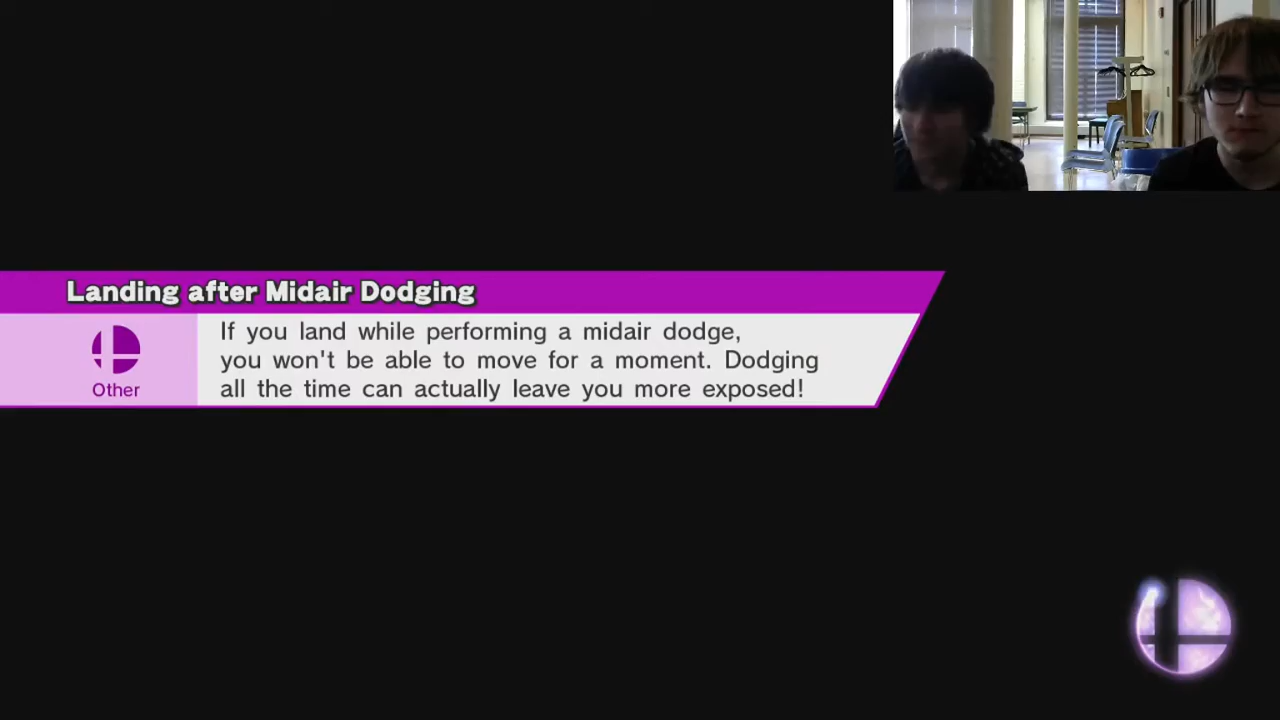 Landing after Midair Dodging
If you land while performing a midair dodge,
you won't be able to move for a moment. Dodging
all the time can actually leave you more exposed!
Other